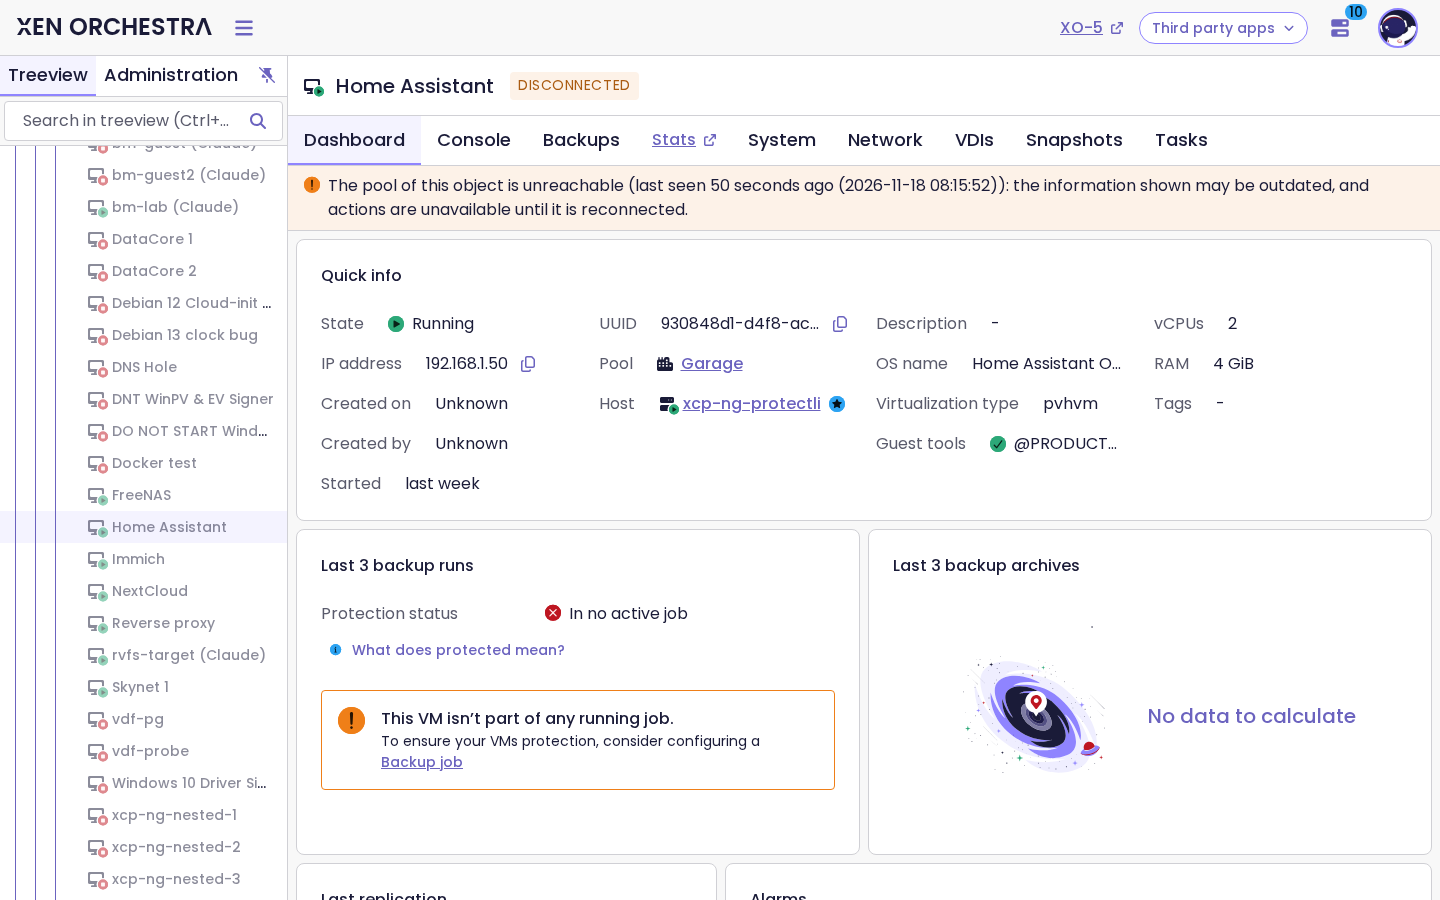 XEN ORCHESTRA
XO-5
Third party apps
10
Treeview
Administration
Search in treeview (Ctrl+...
bm-guest (Claude)
bm-guest2 (Claude)
bm-lab (Claude)
DataCore 1
DataCore 2
Debian 12 Cloud-init ...
Debian 13 clock bug
DNS Hole
DNT WinPV & EV Signer
DO NOT START Wind...
Docker test
FreeNAS
Home Assistant
Immich
NextCloud
Reverse proxy
rvfs-target (Claude)
Skynet 1
vdf-pg
vdf-probe
Windows 10 Driver Si...
xcp-ng-nested-1
xcp-ng-nested-2
xcp-ng-nested-3
Home Assistant
DISCONNECTED
Dashboard
Console
Backups
Stats
System
Network
VDIs
Snapshots
Tasks
The pool of this object is unreachable (last seen 50 seconds ago (2026-11-18 08:15:52)): the information shown may be outdated, and
actions are unavailable until it is reconnected.
Quick info
State Running
IP address 192.168.1.50
Created on Unknown
Created by Unknown
Started last week
UUID 930848d1-d4f8-ac...
Pool Garage
Host xcp-ng-protectli
Description -
OS name Home Assistant O...
Virtualization type pvhvm
Guest tools @PRODUCT...
vCPUs 2
RAM 4 GiB
Tags -
Last 3 backup runs
Protection status In no active job
What does protected mean?
This VM isn’t part of any running job.
To ensure your VMs protection, consider configuring a
Backup job
Last 3 backup archives
No data to calculate
Last replication
Alarms